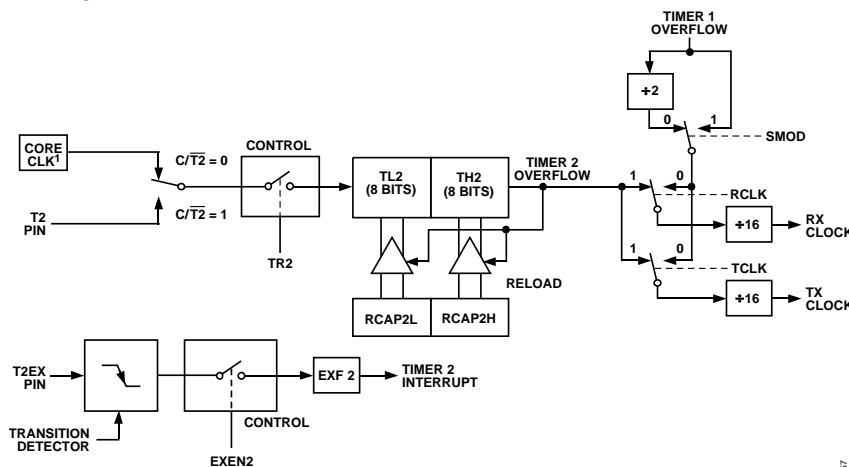 TIMER 1
OVERFLOW
÷2
0
1
SMOD
CORE
CLK1
C/T2 = 0
CONTROL
TL2
(8 BITS)
TH2
(8 BITS)
TIMER 2
OVERFLOW
1
0
RCLK
T2
PIN
C/T2 = 1
TR2
÷16
RX
CLOCK
1
0
TCLK
RELOAD
÷16
TX
CLOCK
RCAP2L
RCAP2H
T2EX
PIN
EXF 2
TIMER 2
INTERRUPT
CONTROL
TRANSITION
DETECTOR
EXEN2